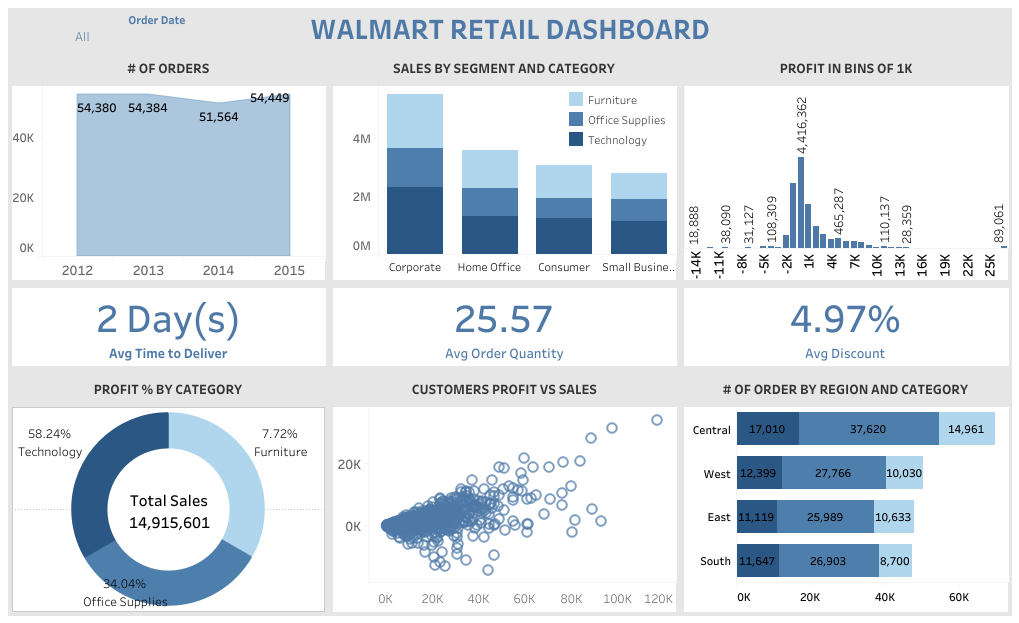 Order Date
All
WALMART RETAIL DASHBOARD
# OF ORDERS
54,380
54,384
51,564
54,449
40K
20K
0K
2012
2013
2014
2015
SALES BY SEGMENT AND CATEGORY
Furniture
Office Supplies
Technology
4M
2M
0M
Corporate
Home Office
Consumer
Small Busine..
PROFIT IN BINS OF 1K
18,888
38,090
31,127
108,309
4,416,362
465,287
110,137
28,359
89,061
-14K
-11K
-8K
-5K
-2K
1K
4K
7K
10K
13K
16K
19K
22K
25K
2 Day(s)
Avg Time to Deliver
25.57
Avg Order Quantity
4.97%
Avg Discount
PROFIT % BY CATEGORY
58.24%
Technology
7.72%
Furniture
Total Sales
14,915,601
34.04%
Office Supplies
CUSTOMERS PROFIT VS SALES
20K
0K
0K
20K
40K
60K
80K
100K
120K
# OF ORDER BY REGION AND CATEGORY
Central 17,010 37,620 14,961
West 12,399 27,766 10,030
East 11,119 25,989 10,633
South 11,647 26,903 8,700
0K
20K
40K
60K